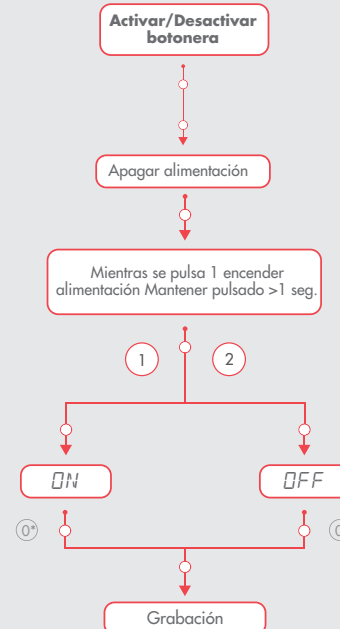 Activar/Desactivar
botonera
Apagar alimentación
Mientras se pulsa 1 encender
alimentación Mantener pulsado >1 seg.
1
2
ON
OFF
0*
0
Grabación